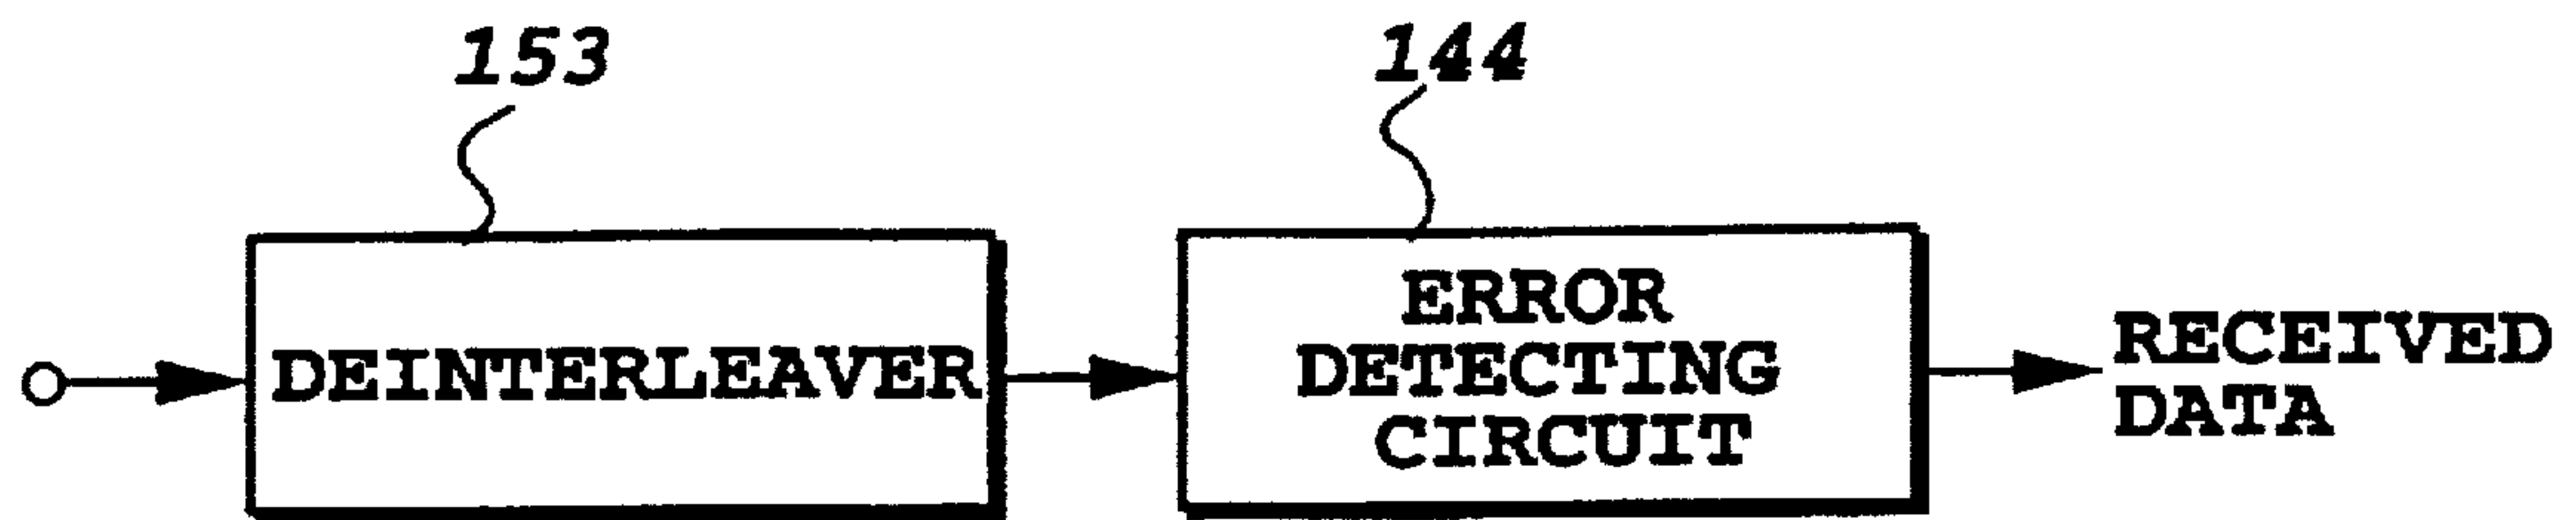 153
144
DEINTERLEAVER
ERROR
DETECTING
CIRCUIT
RECEIVED
DATA